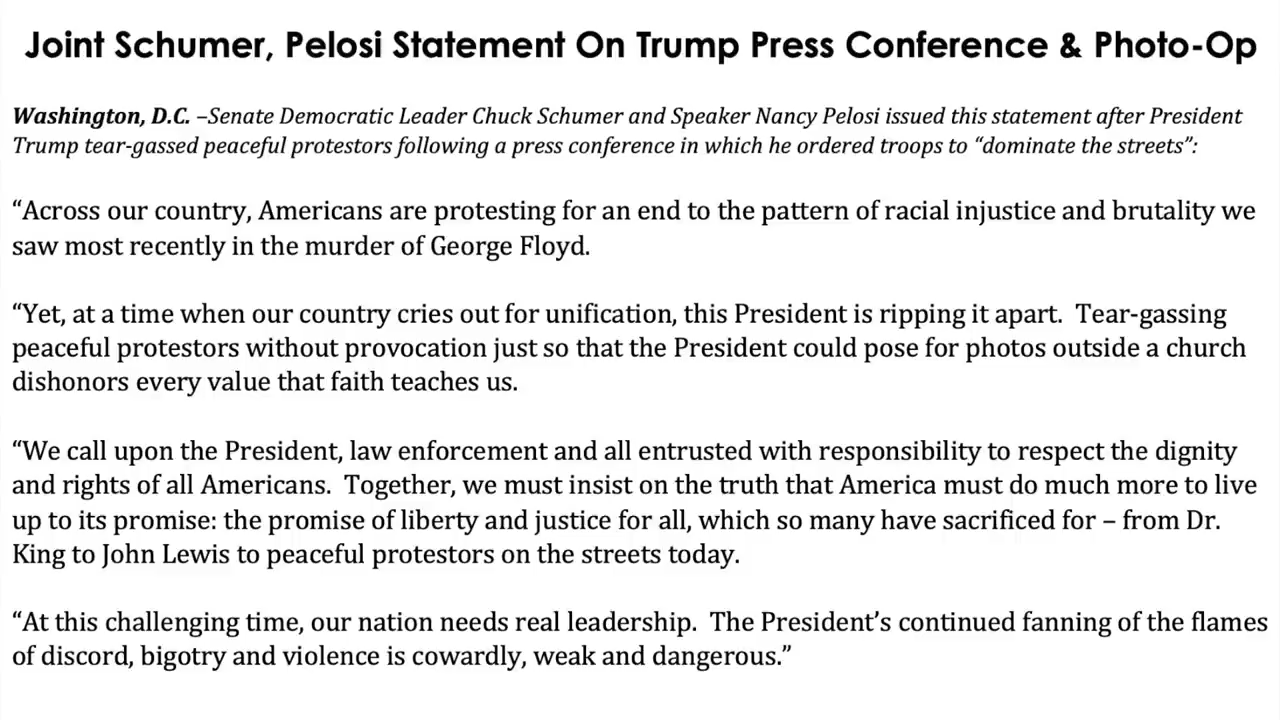 Joint Schumer, Pelosi Statement On Trump Press Conference & Photo-Op
Washington, D.C. –Senate Democratic Leader Chuck Schumer and Speaker Nancy Pelosi issued this statement after President
Trump tear-gassed peaceful protestors following a press conference in which he ordered troops to “dominate the streets”:
“Across our country, Americans are protesting for an end to the pattern of racial injustice and brutality we
saw most recently in the murder of George Floyd.
“Yet, at a time when our country cries out for unification, this President is ripping it apart.  Tear-gassing
peaceful protestors without provocation just so that the President could pose for photos outside a church
dishonors every value that faith teaches us.
“We call upon the President, law enforcement and all entrusted with responsibility to respect the dignity
and rights of all Americans.  Together, we must insist on the truth that America must do much more to live
up to its promise: the promise of liberty and justice for all, which so many have sacrificed for – from Dr.
King to John Lewis to peaceful protestors on the streets today.
“At this challenging time, our nation needs real leadership.  The President’s continued fanning of the flames
of discord, bigotry and violence is cowardly, weak and dangerous.”